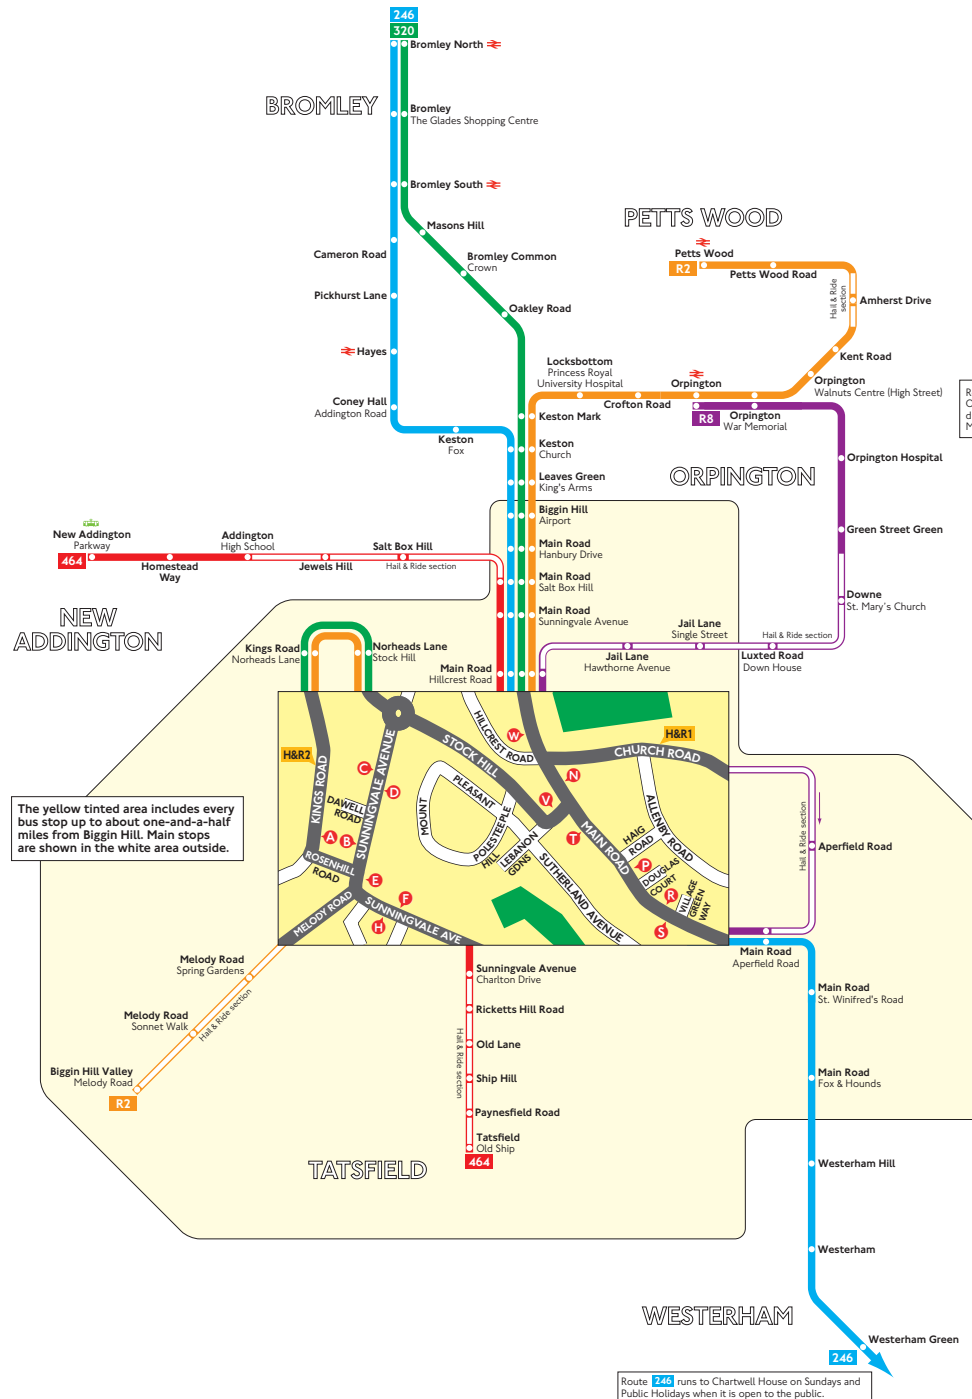 246
320
Bromley North
BROMLEY
Bromley
The Glades Shopping Centre
Bromley South
Masons Hill
Cameron Road
Bromley Common
Crown
Pickhurst Lane
Oakley Road
Hayes
Coney Hall
Addington Road
Keston
Fox
PETTS WOOD
Petts Wood
R2
Petts Wood Road
Hail & Ride
section
Amherst Drive
Kent Road
Locksbottom
Princess Royal
University Hospital
Orpington
Crofton Road
Orpington
Walnuts Centre (High Street)
R8
Orpington
War Memorial
R
O
d
M
Keston Mark
Keston
Church
Leaves Green
King's Arms
ORPINGTON
Orpington Hospital
Biggin Hill
Airport
Green Street Green
Main Road
Hanbury Drive
Main Road
Salt Box Hill
Downe
St. Mary's Church
Main Road
Sunningvale Avenue
New Addington
Parkway
464
Homestead
Way
Addington
High School
Jewels Hill
Salt Box Hill
Hail & Ride section
NEW
ADDINGTON
Jail Lane
Single Street
Hail & Ride section
Jail Lane
Hawthorne Avenue
Luxted Road
Down House
Kings Road
Norheads Lane
Norheads Lane
Stock Hill
Main Road
Hillcrest Road
HILLCREST ROAD
W
H&R1
CHURCH ROAD
H&R2
KINGS ROAD
SUNNINGVALE AVENUE
STOCK HILL
C
D
N
V
T
DAWELL
ROAD
A
B
MOUNT
PLEASANT
POLESTEEPLE
HILL
LEBANON
GDNS
SUTHERLAND AVENUE
MAIN ROAD
HAIG
ROAD
ALLENBY ROAD
P
DOUGLAS
COURT
R
VILLAGE
GREEN
WAY
S
ROSENHILL
ROAD
E
F
H
MELODY ROAD
SUNNINGVALE AVE
The yellow tinted area includes every
bus stop up to about one-and-a-half
miles from Biggin Hill. Main stops
are shown in the white area outside.
Hail & Ride section
Aperfield Road
Main Road
Aperfield Road
Melody Road
Spring Gardens
Melody Road
Sonnet Walk
Hail & Ride section
Biggin Hill Valley
Melody Road
R2
Sunningvale Avenue
Charlton Drive
Ricketts Hill Road
Old Lane
Hail & Ride section
Ship Hill
Paynesfield Road
Tatsfield
Old Ship
464
TATSFIELD
Main Road
St. Winifred's Road
Main Road
Fox & Hounds
Westerham Hill
Westerham
WESTERHAM
Westerham Green
246
Route 246 runs to Chartwell House on Sundays and
Public Holidays when it is open to the public.